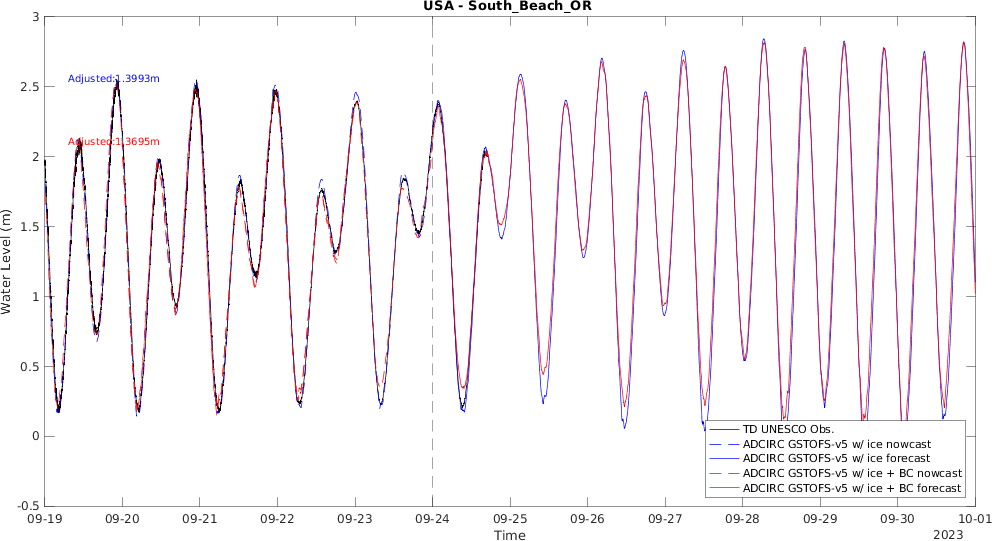 USA - South_Beach_OR
3
2.5
2
1.5
1
0.5
0
-0.5
Water Level (m)
Adjusted:1.3993m
Adjusted:1.3695m
TD UNESCO Obs.
ADCIRC GSTOFS-v5 w/ ice nowcast
ADCIRC GSTOFS-v5 w/ ice forecast
ADCIRC GSTOFS-v5 w/ ice + BC nowcast
ADCIRC GSTOFS-v5 w/ ice + BC forecast
09-19 09-20 09-21 09-22 09-23 09-24 09-25 09-26 09-27 09-28 09-29 09-30 10-01
Time
2023